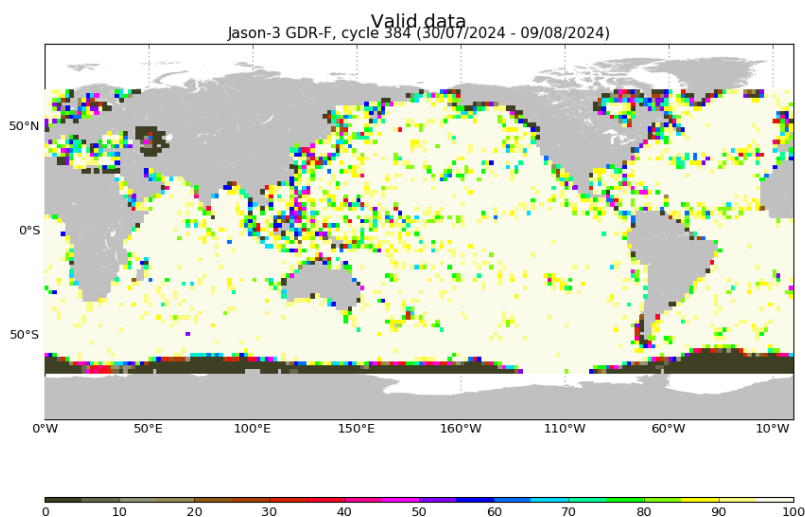 Valid data
Jason-3 GDR-F, cycle 384 (30/07/2024 - 09/08/2024)
50°N
0°S
50°S
0°W 50°E 100°E 150°E 160°W 110°W 60°W 10°W
0 10 20 30 40 50 60 70 80 90 100